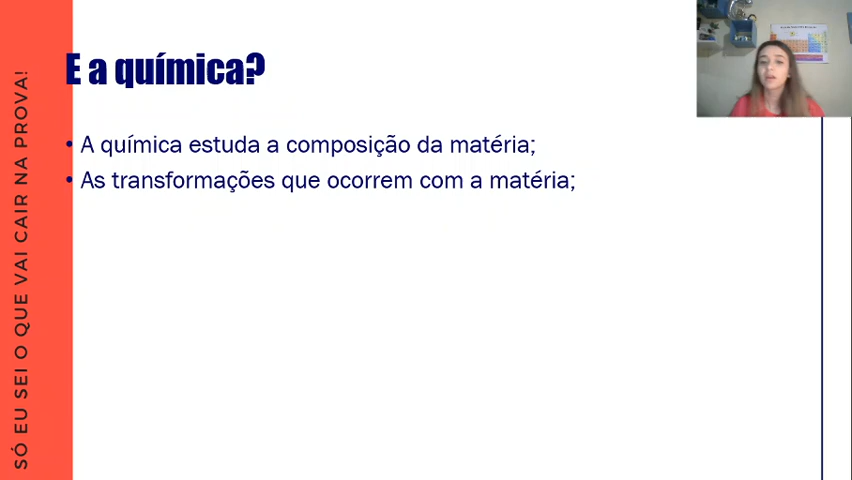 E a química?
• A química estuda a composição da matéria;
• As transformações que ocorrem com a matéria;
SÓ EU SEI O QUE VAI CAIR NA PROVA!